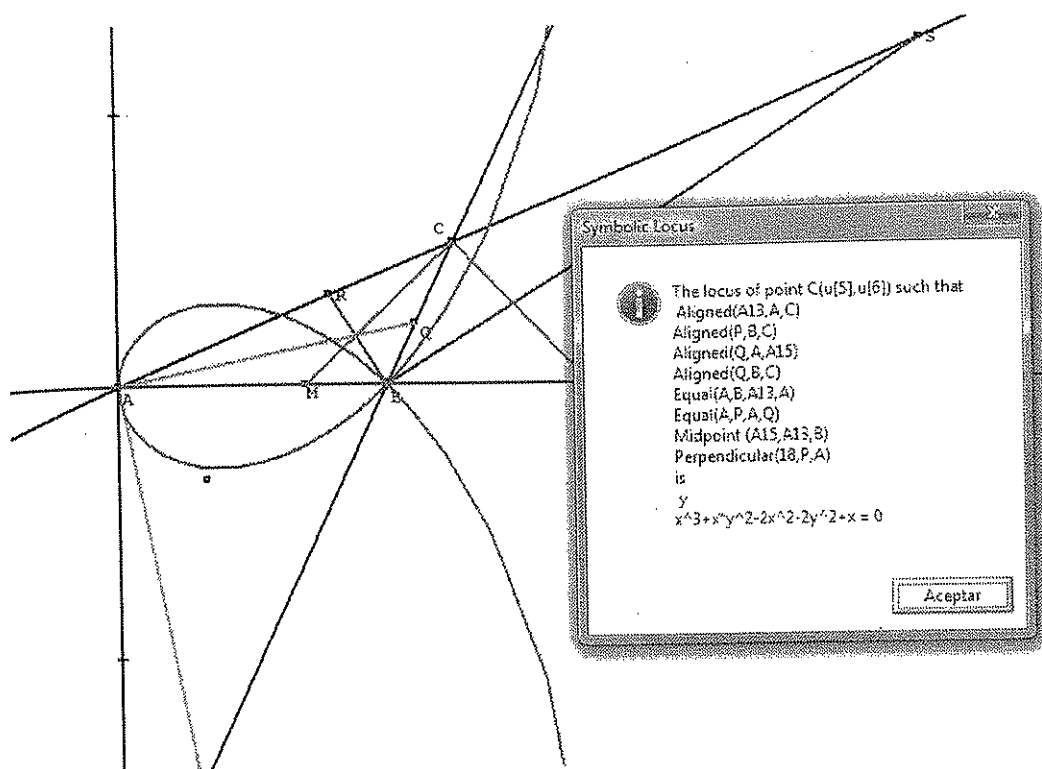 S
C
R
Q
A
M
B
Symbolic Locus
The locus of point C(u[5],u[6]) such that
Aligned(A13,A,C)
Aligned(P,B,C)
Aligned(Q,A,A15)
Aligned(Q,B,C)
Equal(A,B,A13,A)
Equal(A,P,A,Q)
Midpoint (A15,A13,B)
Perpendicular(18,P,A)
is
y
x^3+x*y^2-2x^2-2y^2+x = 0
Aceptar